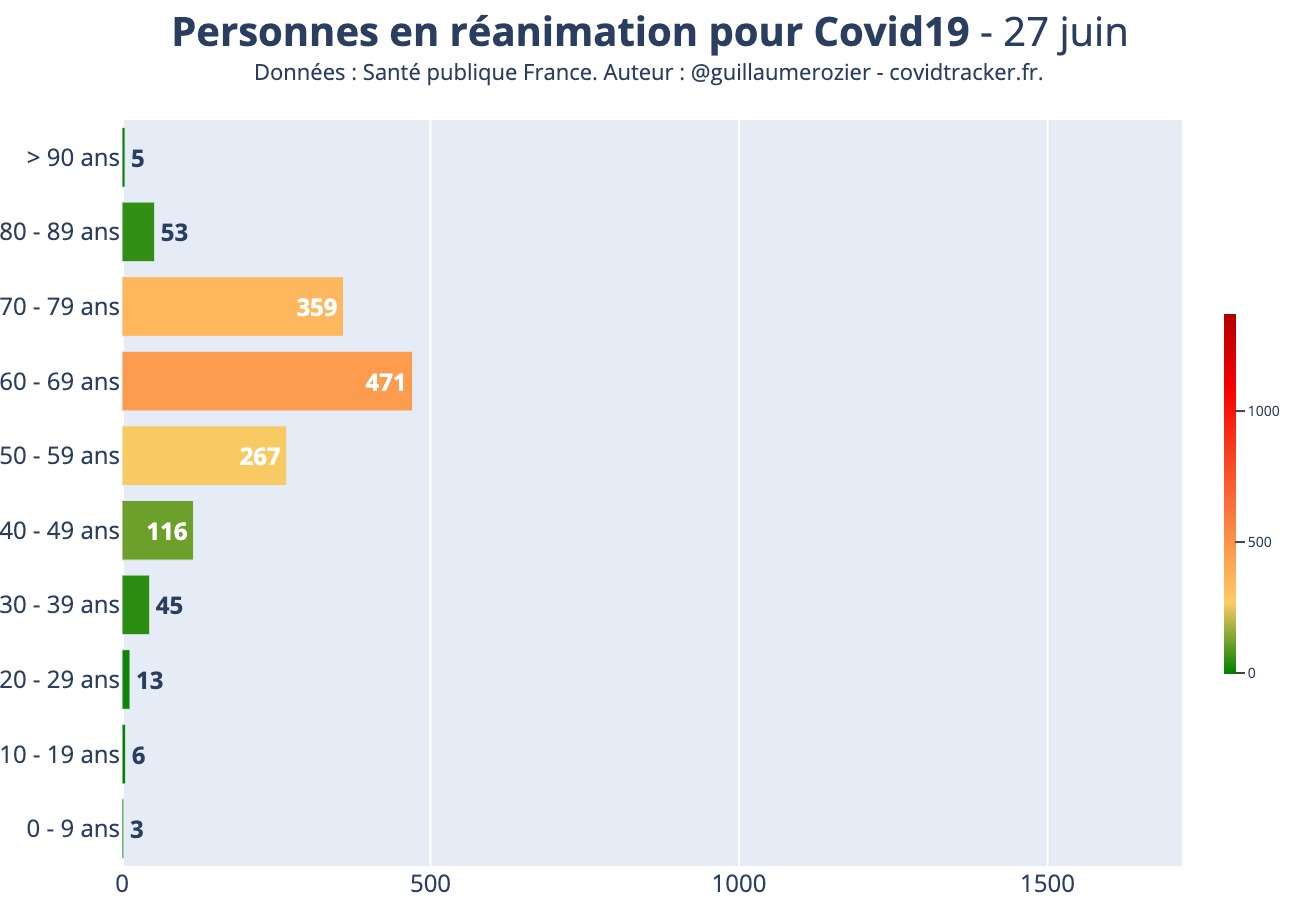 Personnes en réanimation pour Covid19 - 27 juin
Données : Santé publique France. Auteur : @guillaumerozier - covidtracker.fr.
> 90 ans 5
80 - 89 ans 53
70 - 79 ans 359
60 - 69 ans 471
50 - 59 ans 267
40 - 49 ans 116
30 - 39 ans 45
20 - 29 ans 13
10 - 19 ans 6
0 - 9 ans 3
0 500 1000 1500
1000
500
0